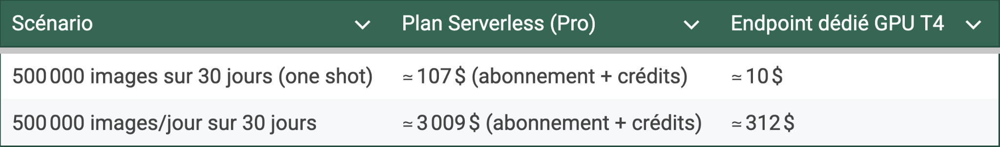 Scénario Plan Serverless (Pro) Endpoint dédié GPU T4
500 000 images sur 30 jours (one shot) ≃ 107 $ (abonnement + crédits) ≃ 10 $
500 000 images/jour sur 30 jours ≃ 3 009 $ (abonnement + crédits) ≃ 312 $